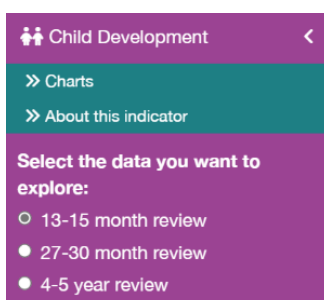 Child Development
Charts
About this indicator
Select the data you want to
explore:
13-15 month review
27-30 month review
4-5 year review